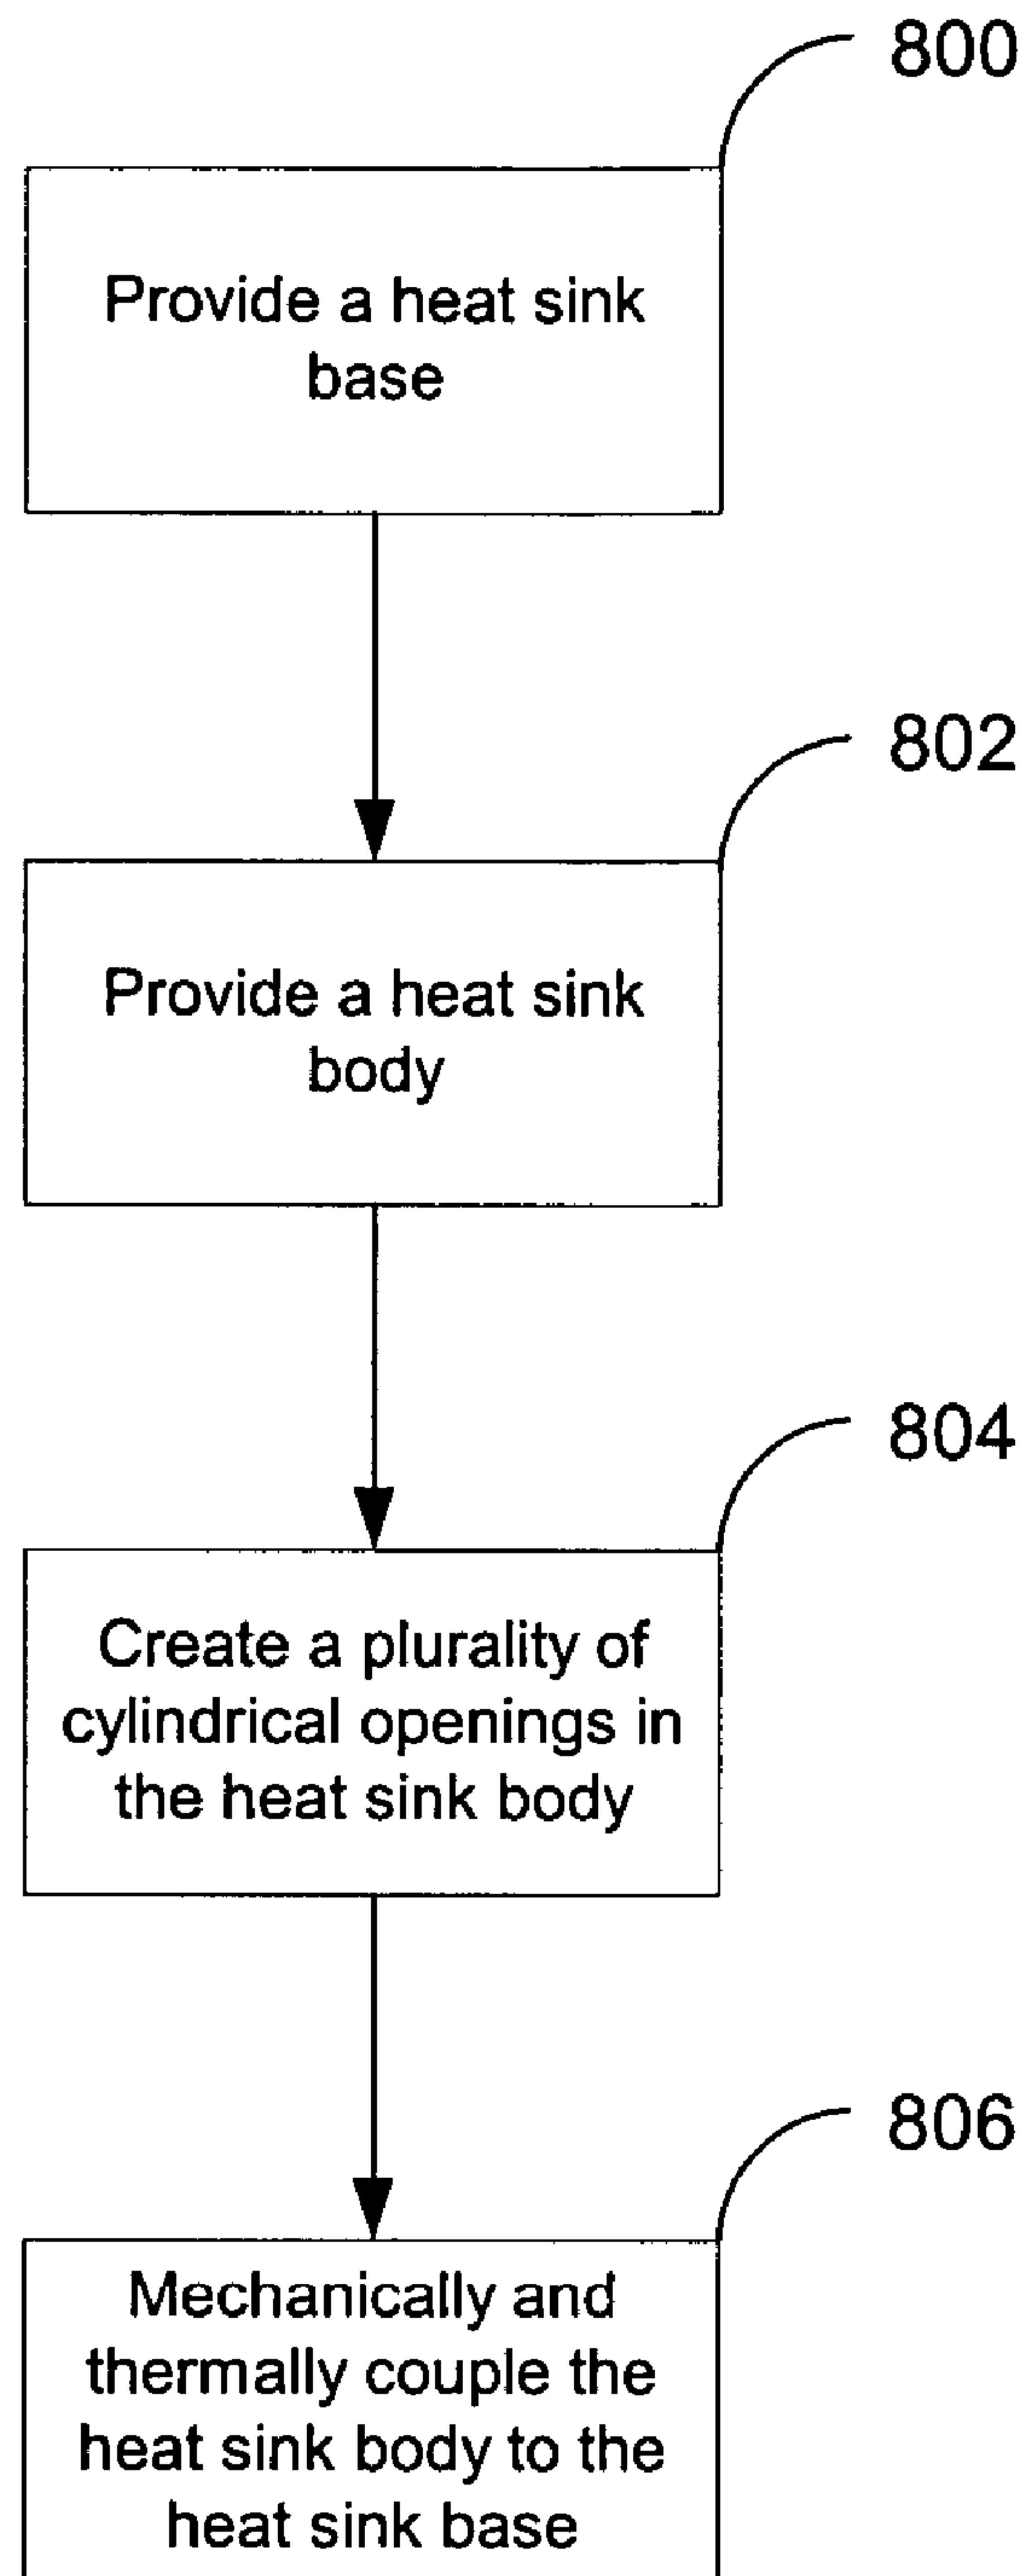 800
Provide a heat sink
base
802
Provide a heat sink
body
804
Create a plurality of
cylindrical openings in
the heat sink body
806
Mechanically and
thermally couple the
heat sink body to the
heat sink base